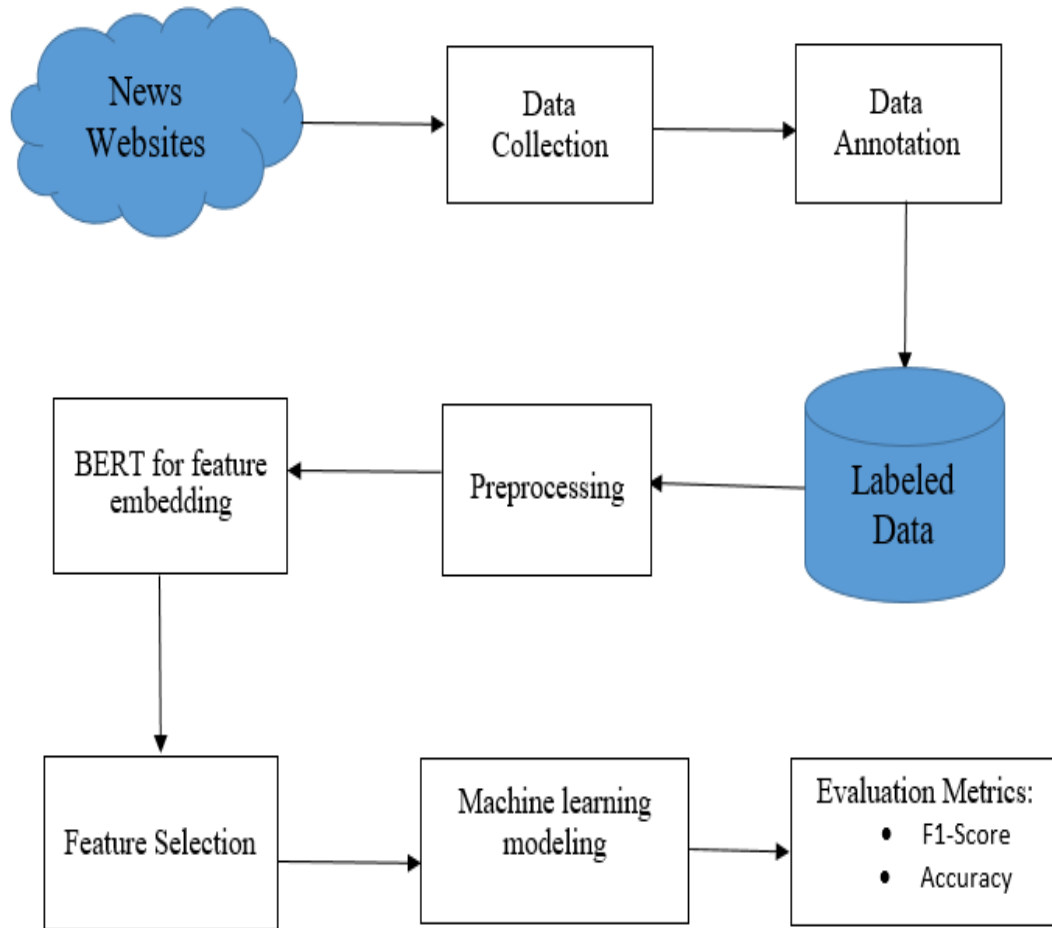 News
Websites
Data
Collection
Data
Annotation
Labeled
Data
Preprocessing
BERT for feature
embedding
Feature Selection
Machine learning
modeling
Evaluation Metrics:
• F1-Score
• Accuracy